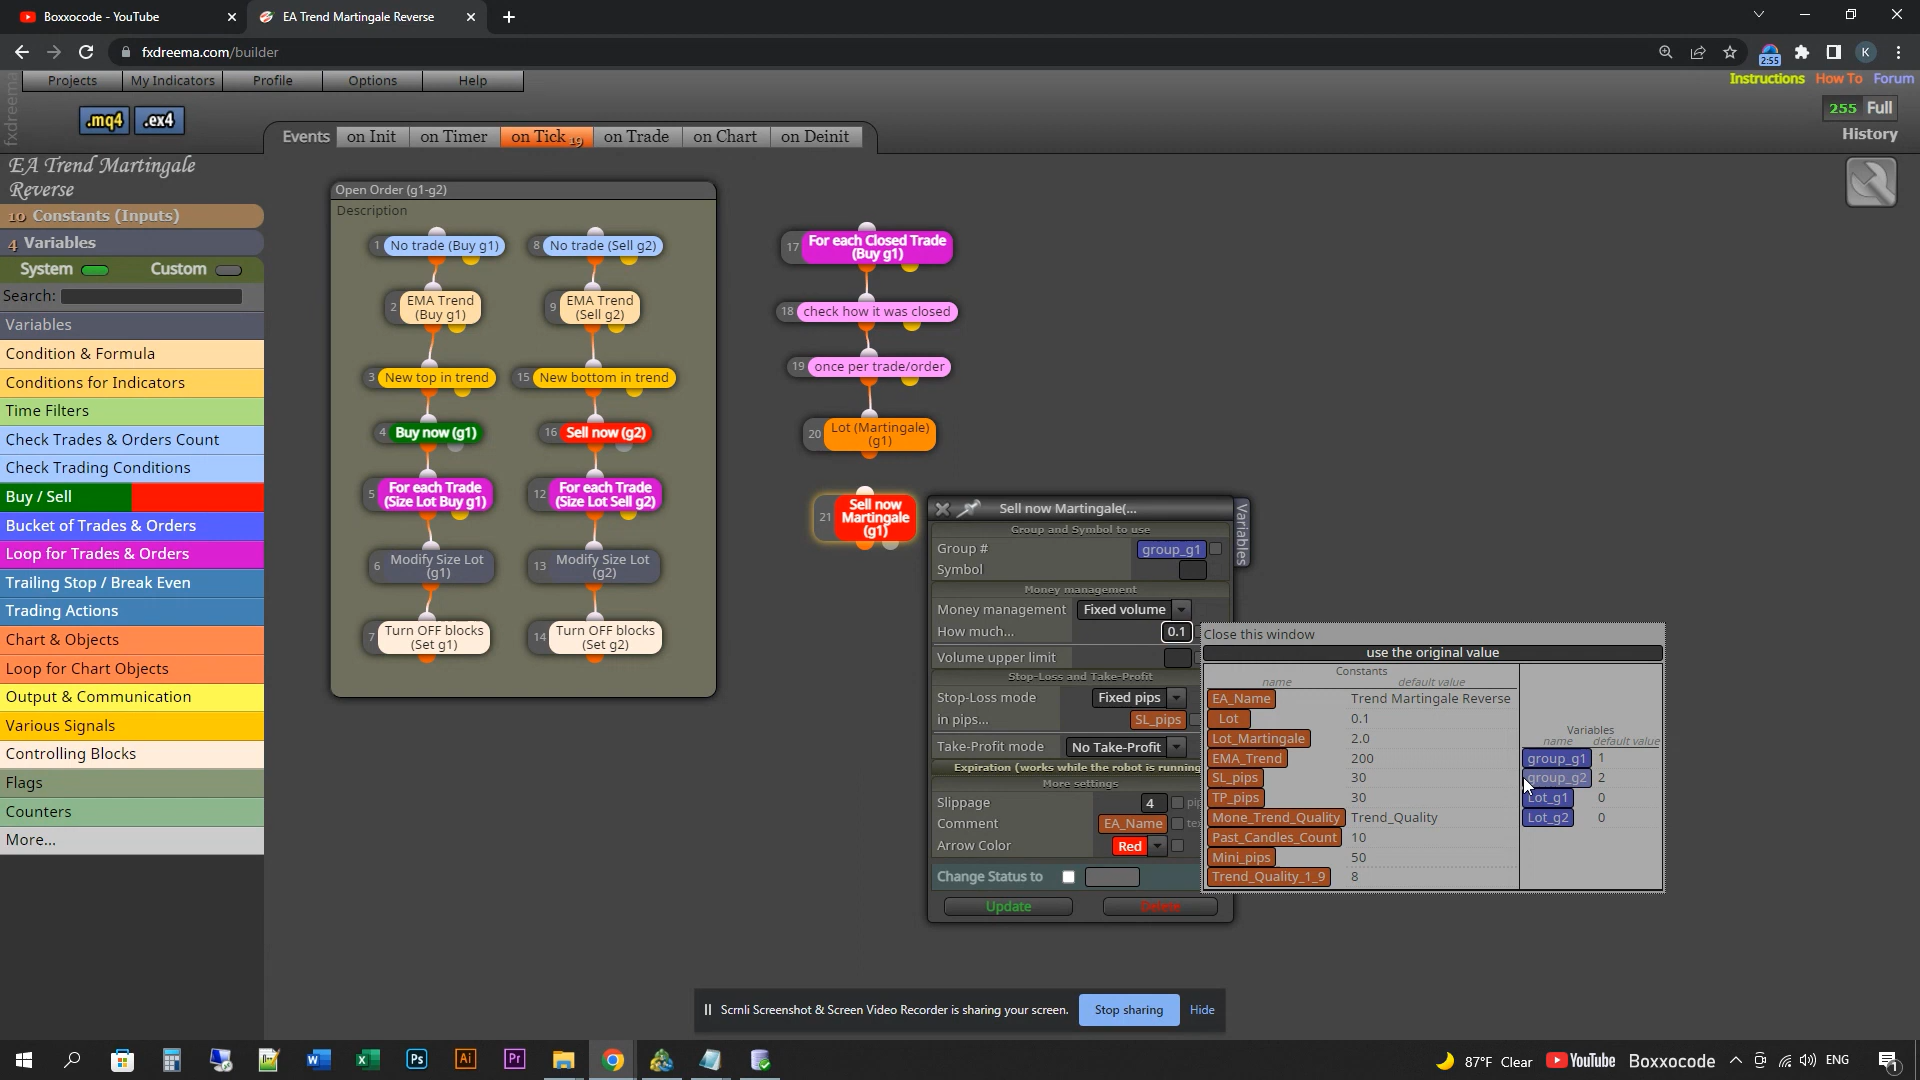 Boxxocode - YouTube
EA Trend Martingale Reverse
fxdreema.com/builder
2:55
K
Projects
My Indicators
Profile
Options
Help
Instructions
How To
Forum
fxdreema
.mq4
.ex4
255 Full
History
Events
on Init
on Timer
on Tick 19
on Trade
on Chart
on Deinit
EA Trend Martingale
Reverse
10 Constants (Inputs)
4 Variables
System
Custom
Search:
Variables
Condition & Formula
Conditions for Indicators
Time Filters
Check Trades & Orders Count
Check Trading Conditions
Buy / Sell
Bucket of Trades & Orders
Loop for Trades & Orders
Trailing Stop / Break Even
Trading Actions
Chart & Objects
Loop for Chart Objects
Output & Communication
Various Signals
Controlling Blocks
Flags
Counters
More...
Open Order (g1-g2)
Description
1 No trade (Buy g1)
8 No trade (Sell g2)
2 EMA Trend
(Buy g1)
9 EMA Trend
(Sell g2)
3 New top in trend
15 New bottom in trend
4 Buy now (g1)
16 Sell now (g2)
5 For each Trade
(Size Lot Buy g1)
12 For each Trade
(Size Lot Sell g2)
6 Modify Size Lot
(g1)
13 Modify Size Lot
(g2)
7 Turn OFF blocks
(Set g1)
14 Turn OFF blocks
(Set g2)
17 For each Closed Trade
(Buy g1)
18 check how it was closed
19 once per trade/order
20 Lot (Martingale)
(g1)
21 Sell now
Martingale
(g1)
Sell now Martingale(...
Variables
Group and Symbol to use
Group # group_g1
Symbol
Money management
Money management Fixed volume
How much... 0.1
Volume upper limit
Stop-Loss and Take-Profit
Stop-Loss mode Fixed pips
in pips... SL_pips
Take-Profit mode No Take-Profit
Expiration (works while the robot is running
More settings
Slippage 4
Comment EA_Name
Arrow Color Red
Change Status to
Update
Delete
Close this window
use the original value
Constants
name default value
EA_Name Trend Martingale Reverse
Lot 0.1
Lot_Martingale 2.0
EMA_Trend 200
SL_pips 30
TP_pips 30
Mone_Trend_Quality Trend_Quality
Past_Candles_Count 10
Mini_pips 50
Trend_Quality_1_9 8
Variables
name default value
group_g1 1
group_g2 2
Lot_g1 0
Lot_g2 0
Scrnli Screenshot & Screen Video Recorder is sharing your screen.
Stop sharing
Hide
87°F Clear
YouTube
Boxxocode
ENG
1